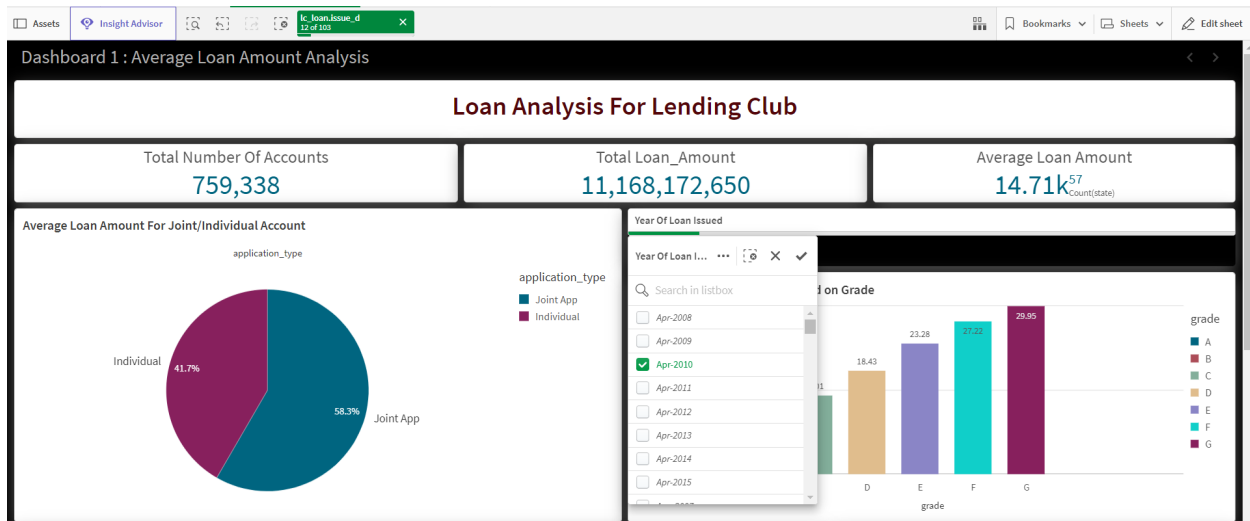 Assets
Insight Advisor
lc_loan.issue_d
12 of 103
Bookmarks
Sheets
Edit sheet
Dashboard 1 : Average Loan Amount Analysis
Loan Analysis For Lending Club
Total Number Of Accounts
759,338
Total Loan_Amount
11,168,172,650
Average Loan Amount
14.71k
57
Count(state)
Average Loan Amount For Joint/Individual Account
application_type
application_type
Joint App
Individual
Individual
41.7%
58.3%
Joint App
Year Of Loan Issued
Year Of Loan I...
Search in listbox
Apr-2008
Apr-2009
Apr-2010
Apr-2011
Apr-2012
Apr-2013
Apr-2014
Apr-2015
on Grade
18.43
23.28
27.22
29.95
D
E
F
G
grade
grade
A
B
C
D
E
F
G